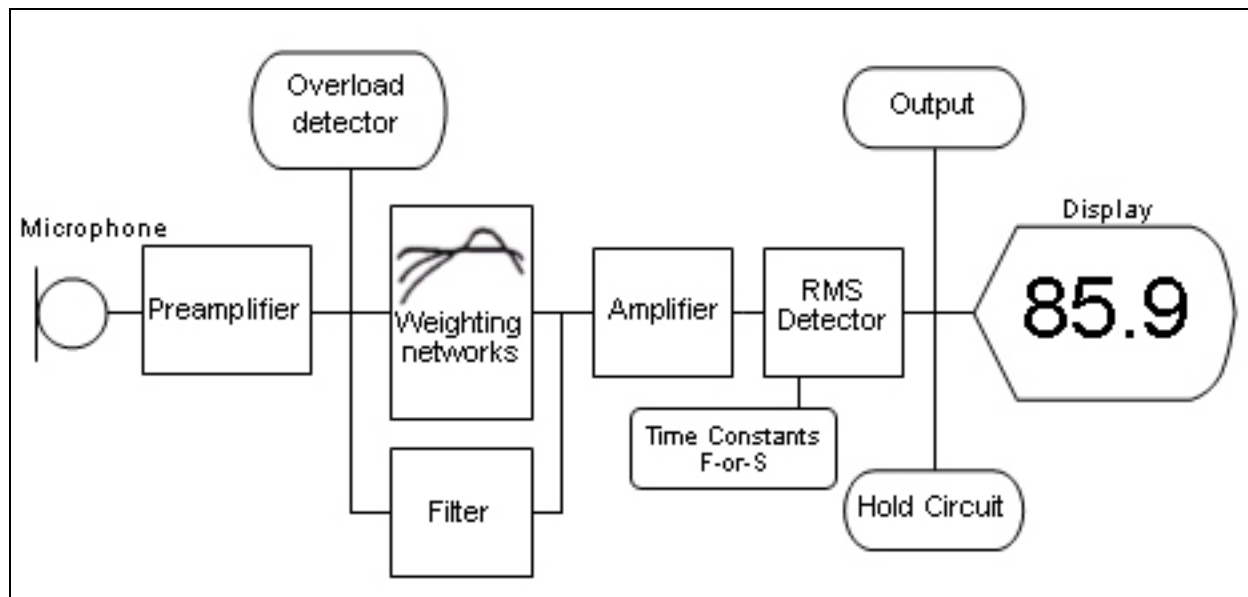 Overload
detector
Output
Microphone
Display
Preamplifier
Weighting
networks
Amplifier
RMS
Detector
85.9
Time Constants
F-or-S
Filter
Hold Circuit